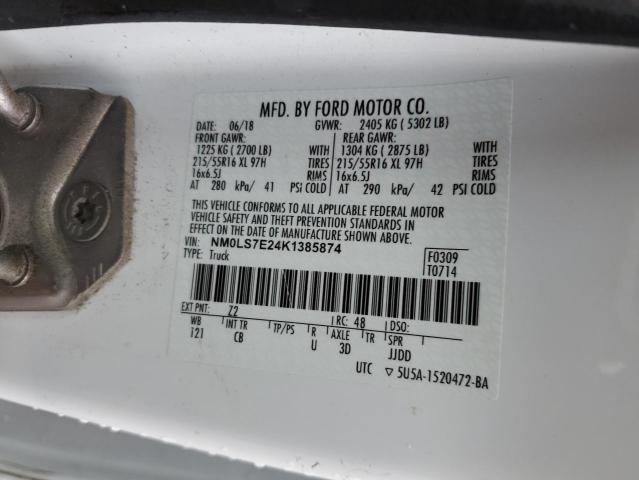 MFD. BY FORD MOTOR CO.
DATE: 06/18 GVWR: 2405 KG ( 5302 LB)
FRONT GAWR: REAR GAWR:
1225 KG ( 2700 LB) WITH 1304 KG ( 2875 LB) WITH
215/55R16 XL 97H TIRES 215/55R16 XL 97H TIRES
16x6.5J RIMS 16x6.5J RIMS
AT 280 kPa/ 41 PSI COLD AT 290 kPa/ 42 PSI COLD
THIS VEHICLE CONFORMS TO ALL APPLICABLE FEDERAL MOTOR
VEHICLE SAFETY AND THEFT PREVENTION STANDARDS IN
EFFECT ON THE DATE OF MANUFACTURE SHOWN ABOVE.
VIN: NM0LS7E24K1385874 F0309
TYPE: Truck T0714
EXT PNT: Z2 RC: 48 DSO:
WB INT TR TP/PS R AXLE TR SPR
121 CB U 3D JJDD
UTC ▽ 5U5A-1520472-BA